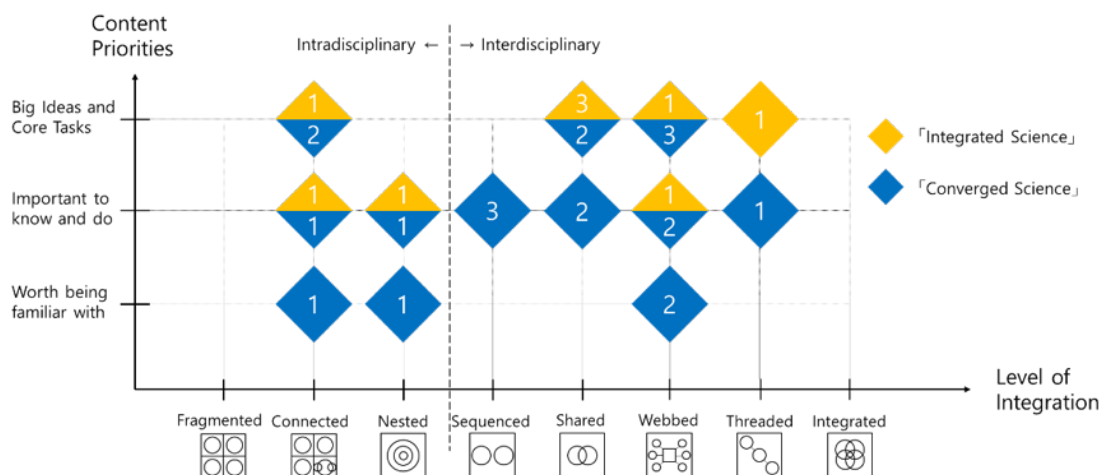 Content
Priorities
Intradisciplinary ← → Interdisciplinary
Big Ideas and
Core Tasks
1 3 1 1
2 2 3
「Integrated Science」
「Converged Science」
Important to
know and do
1 1 3 2 1 1
1 1 2
Worth being
familiar with
1 1 2
Level of
Integration
Fragmented Connected Nested Sequenced Shared Webbed Threaded Integrated